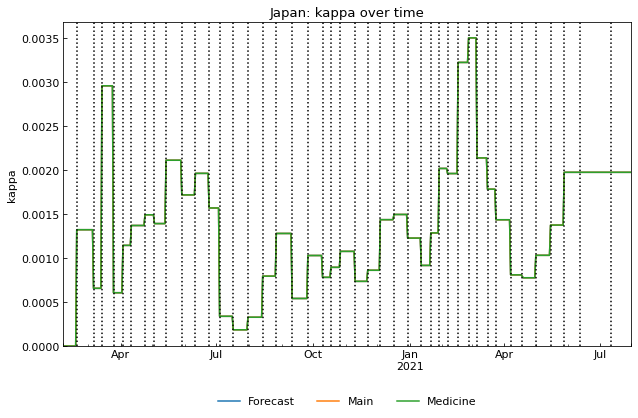 Japan: kappa over time
0.0035
0.0030
0.0025
0.0020
0.0015
0.0010
0.0005
0.0000
kappa
Apr Jul Oct Jan Apr Jul
2021
Forecast Main Medicine